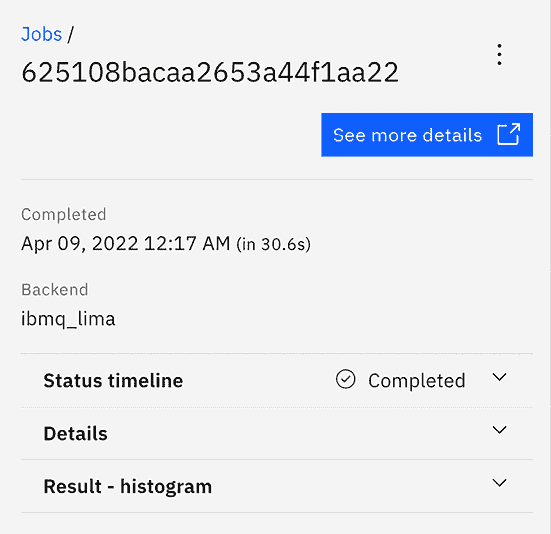 Jobs /
625108bacaa2653a44f1aa22
See more details
Completed
Apr 09, 2022 12:17 AM (in 30.6s)
Backend
ibmq_lima
Status timeline Completed
Details
Result - histogram